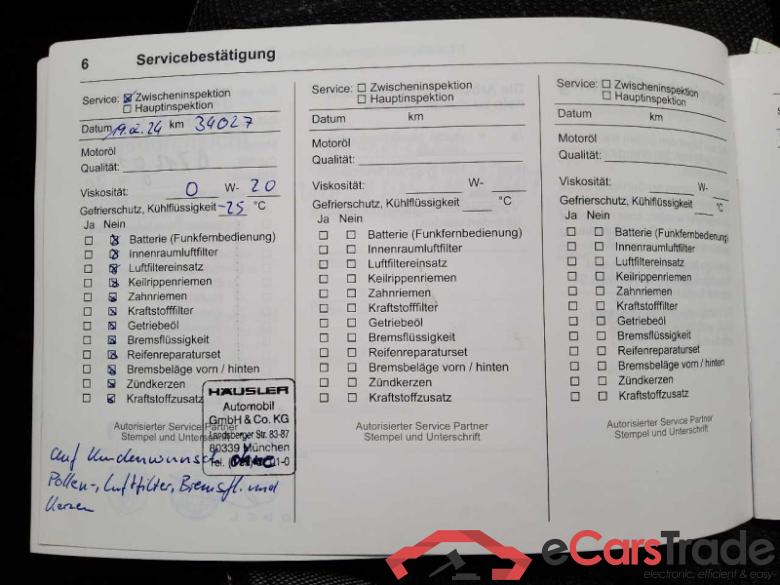 6 Servicebestätigung
Service: ☒ Zwischeninspektion
☐ Hauptinspektion
Datum 19.02.24 km 34027
Motoröl
Qualität:
Viskosität: 0 W- 20
Gefrierschutz, Kühlflüssigkeit -25 °C
Ja Nein
☐ ☒ Batterie (Funkfernbedienung)
☐ ☒ Innenraumluftfilter
☐ ☒ Luftfiltereinsatz
☐ ☒ Keilrippenriemen
☐ ☒ Zahnriemen
☐ ☒ Kraftstofffilter
☐ ☒ Getriebeöl
☐ ☒ Bremsflüssigkeit
☐ ☒ Reifenreparaturset
☐ ☒ Bremsbeläge vorn / hinten
☐ ☒ Zündkerzen
☐ ☒ Kraftstoffzusatz
Autorisierter Service Partner
Stempel und Unterschrift
HÄUSLER
Automobil
GmbH & Co. KG
Landsberger Str. 83-87
80339 München
Tel. 01-0
auf Kundenwunsch ohne
Pollen-, Luftfilter, Bremsfl. und
Kerzen
Service: ☐ Zwischeninspektion
☐ Hauptinspektion
Datum km
Motoröl
Qualität:
Viskosität: W-
Gefrierschutz, Kühlflüssigkeit °C
Ja Nein
☐ ☐ Batterie (Funkfernbedienung)
☐ ☐ Innenraumluftfilter
☐ ☐ Luftfiltereinsatz
☐ ☐ Keilrippenriemen
☐ ☐ Zahnriemen
☐ ☐ Kraftstofffilter
☐ ☐ Getriebeöl
☐ ☐ Bremsflüssigkeit
☐ ☐ Reifenreparaturset
☐ ☐ Bremsbeläge vorn / hinten
☐ ☐ Zündkerzen
☐ ☐ Kraftstoffzusatz
Autorisierter Service Partner
Stempel und Unterschrift
Service: ☐ Zwischeninspektion
☐ Hauptinspektion
Datum km
Motoröl
Qualität:
Viskosität: W-
Gefrierschutz, Kühlflüssigkeit °C
Ja Nein
☐ ☐ Batterie (Funkfernbedienung)
☐ ☐ Innenraumluftfilter
☐ ☐ Luftfiltereinsatz
☐ ☐ Keilrippenriemen
☐ ☐ Zahnriemen
☐ ☐ Kraftstofffilter
☐ ☐ Getriebeöl
☐ ☐ Bremsflüssigkeit
☐ ☐ Reifenreparaturset
☐ ☐ Bremsbeläge vorn / hinten
☐ ☐ Zündkerzen
☐ ☐ Kraftstoffzusatz
Autorisierter Service Partner
Stempel und Unterschrift
eCarsTrade
electronic, efficient & easy